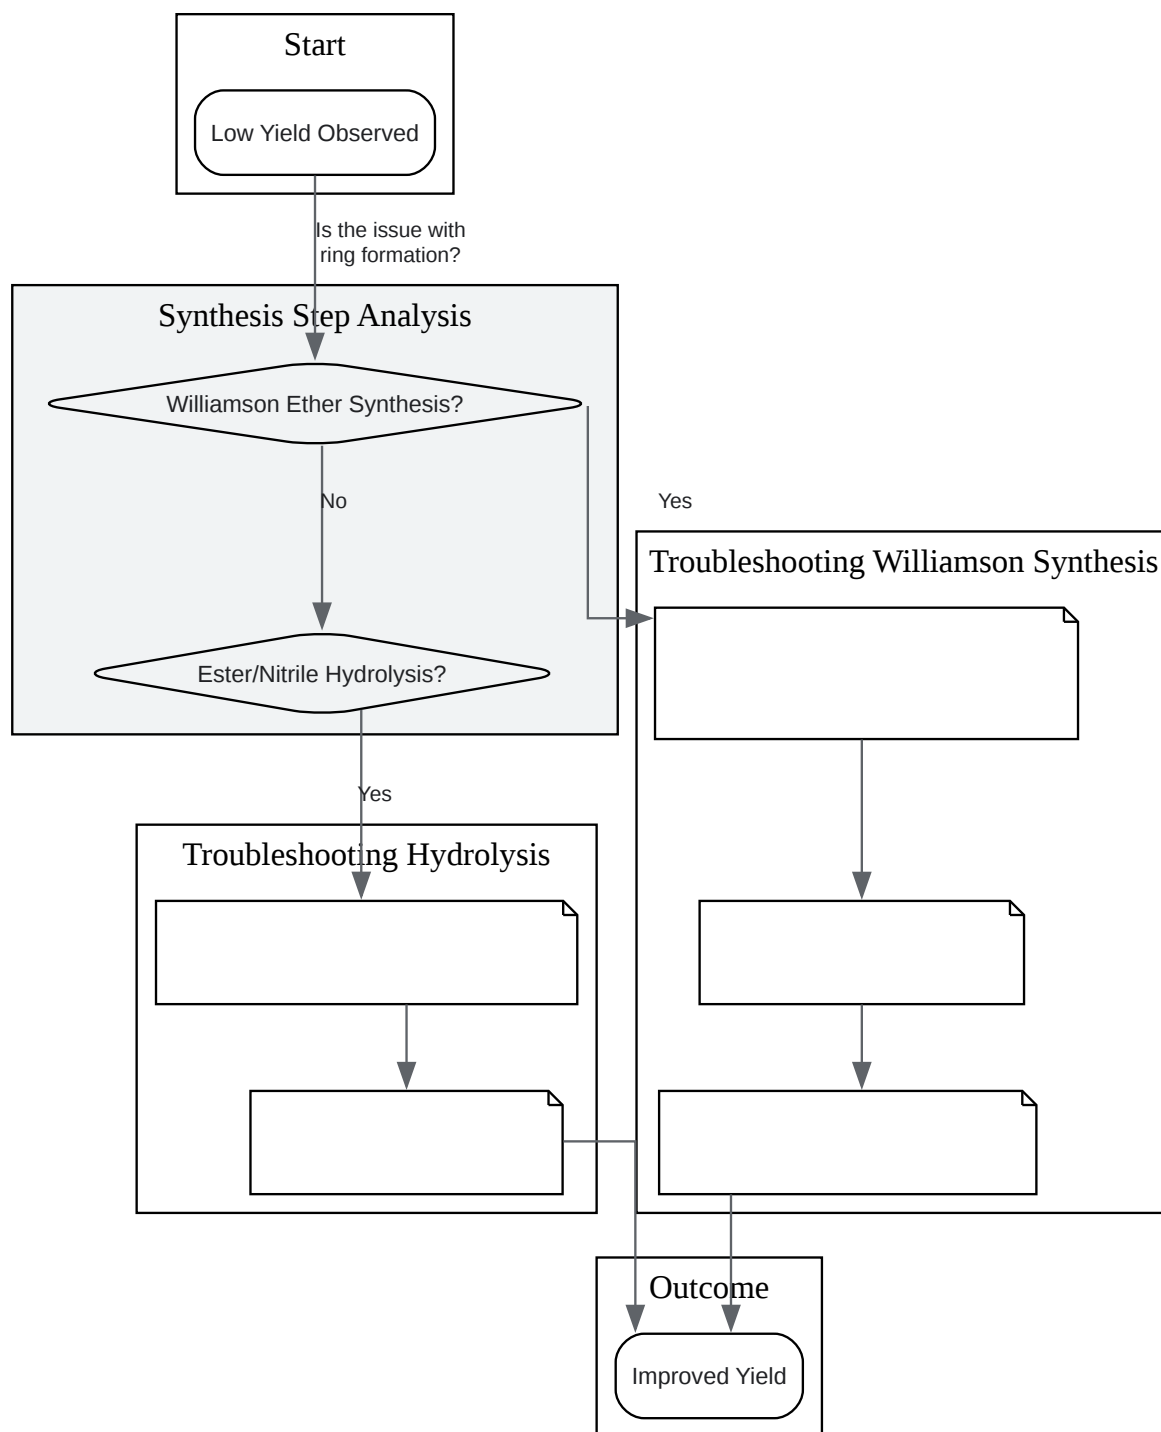 Start
Low Yield Observed
Is the issue with
ring formation?
Synthesis Step Analysis
Williamson Ether Synthesis?
No
Yes
Troubleshooting Williamson Synthesis
Ester/Nitrile Hydrolysis?
Yes
Troubleshooting Hydrolysis
Outcome
Improved Yield